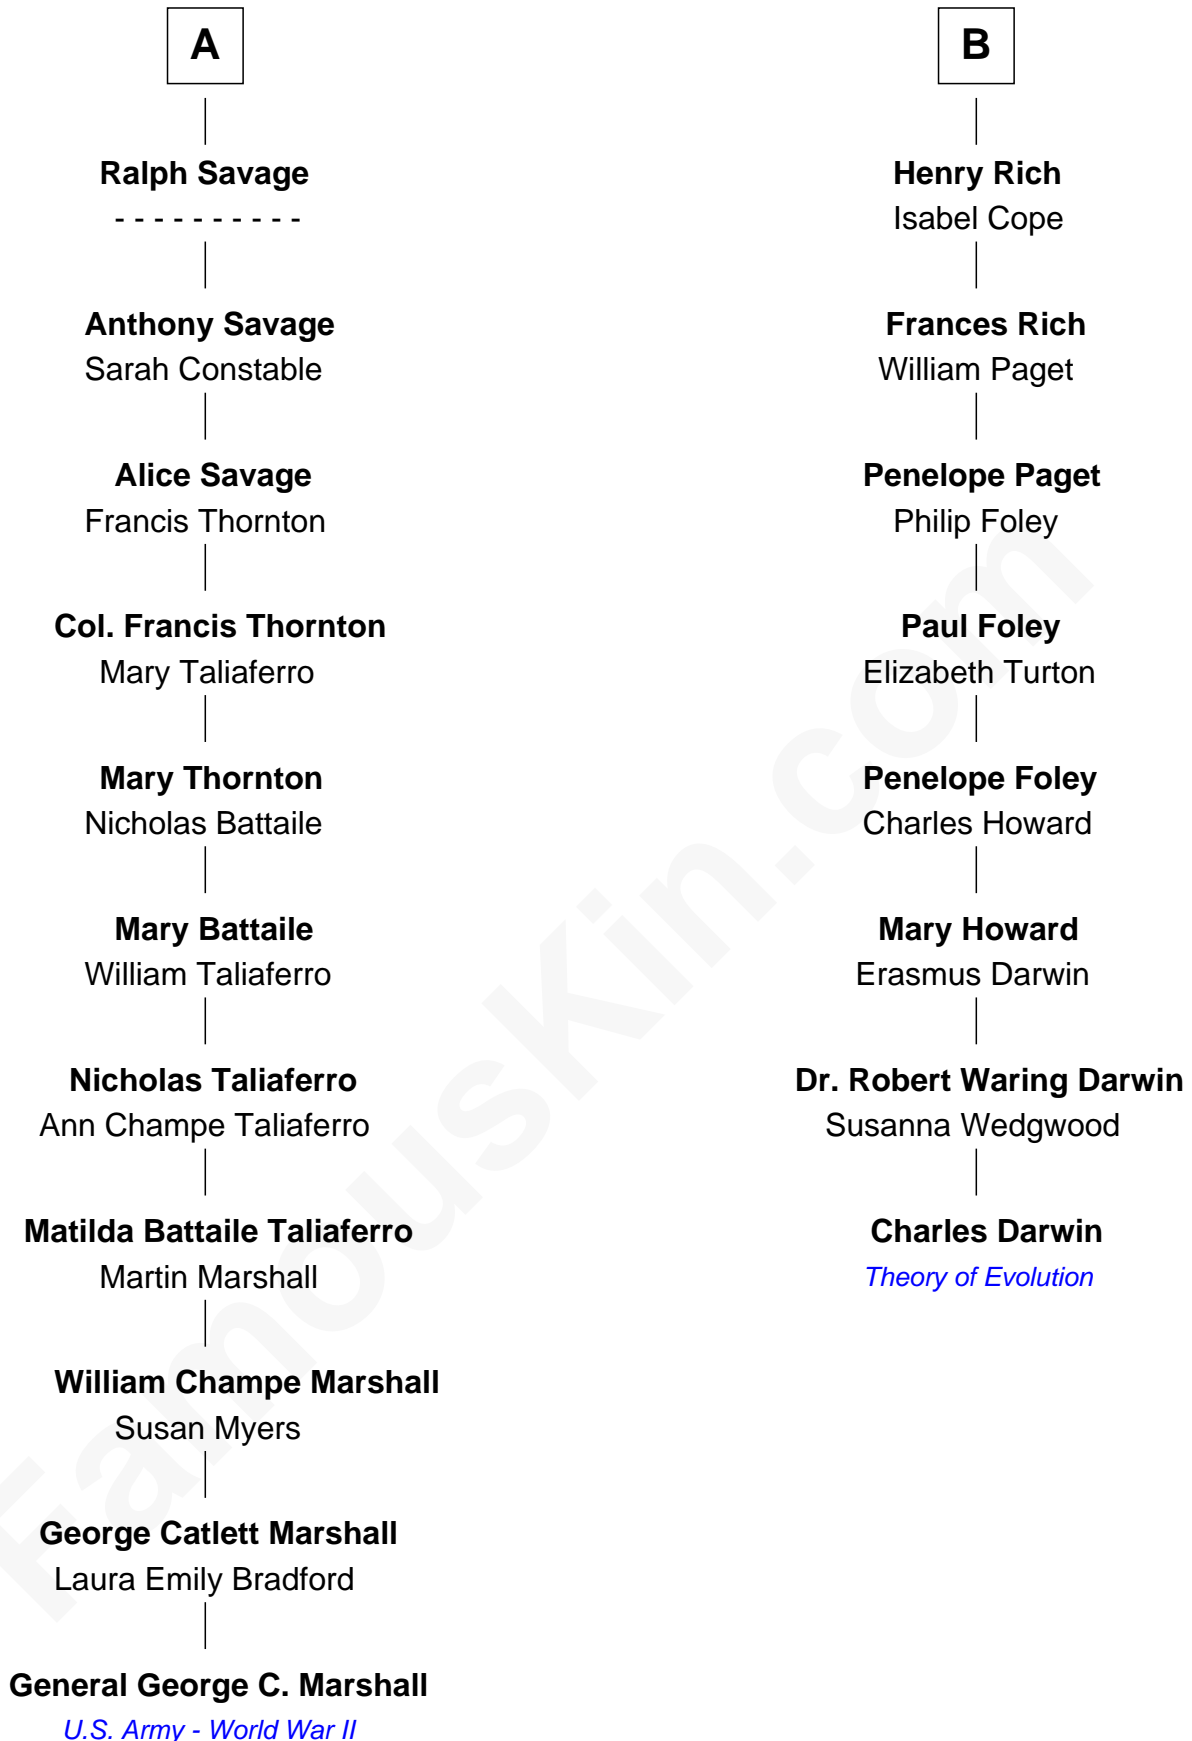 A
Ralph Savage
- - - - - - - - - -
Anthony Savage
Sarah Constable
Alice Savage
Francis Thornton
Col. Francis Thornton
Mary Taliaferro
Mary Thornton
Nicholas Battaile
Mary Battaile
William Taliaferro
Nicholas Taliaferro
Ann Champe Taliaferro
Matilda Battaile Taliaferro
Martin Marshall
William Champe Marshall
Susan Myers
George Catlett Marshall
Laura Emily Bradford
General George C. Marshall
U.S. Army - World War II
B
Henry Rich
Isabel Cope
Frances Rich
William Paget
Penelope Paget
Philip Foley
Paul Foley
Elizabeth Turton
Penelope Foley
Charles Howard
Mary Howard
Erasmus Darwin
Dr. Robert Waring Darwin
Susanna Wedgwood
Charles Darwin
Theory of Evolution
FamousKin.com